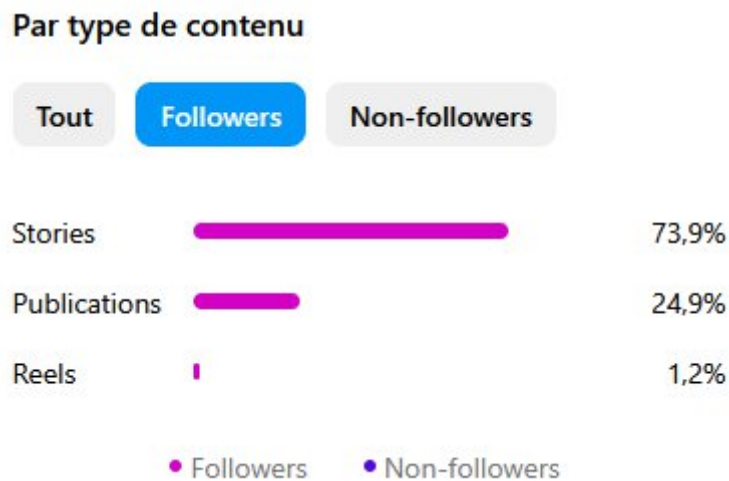 Par type de contenu
Tout Followers Non-followers
Stories 73,9%
Publications 24,9%
Reels 1,2%
Followers Non-followers